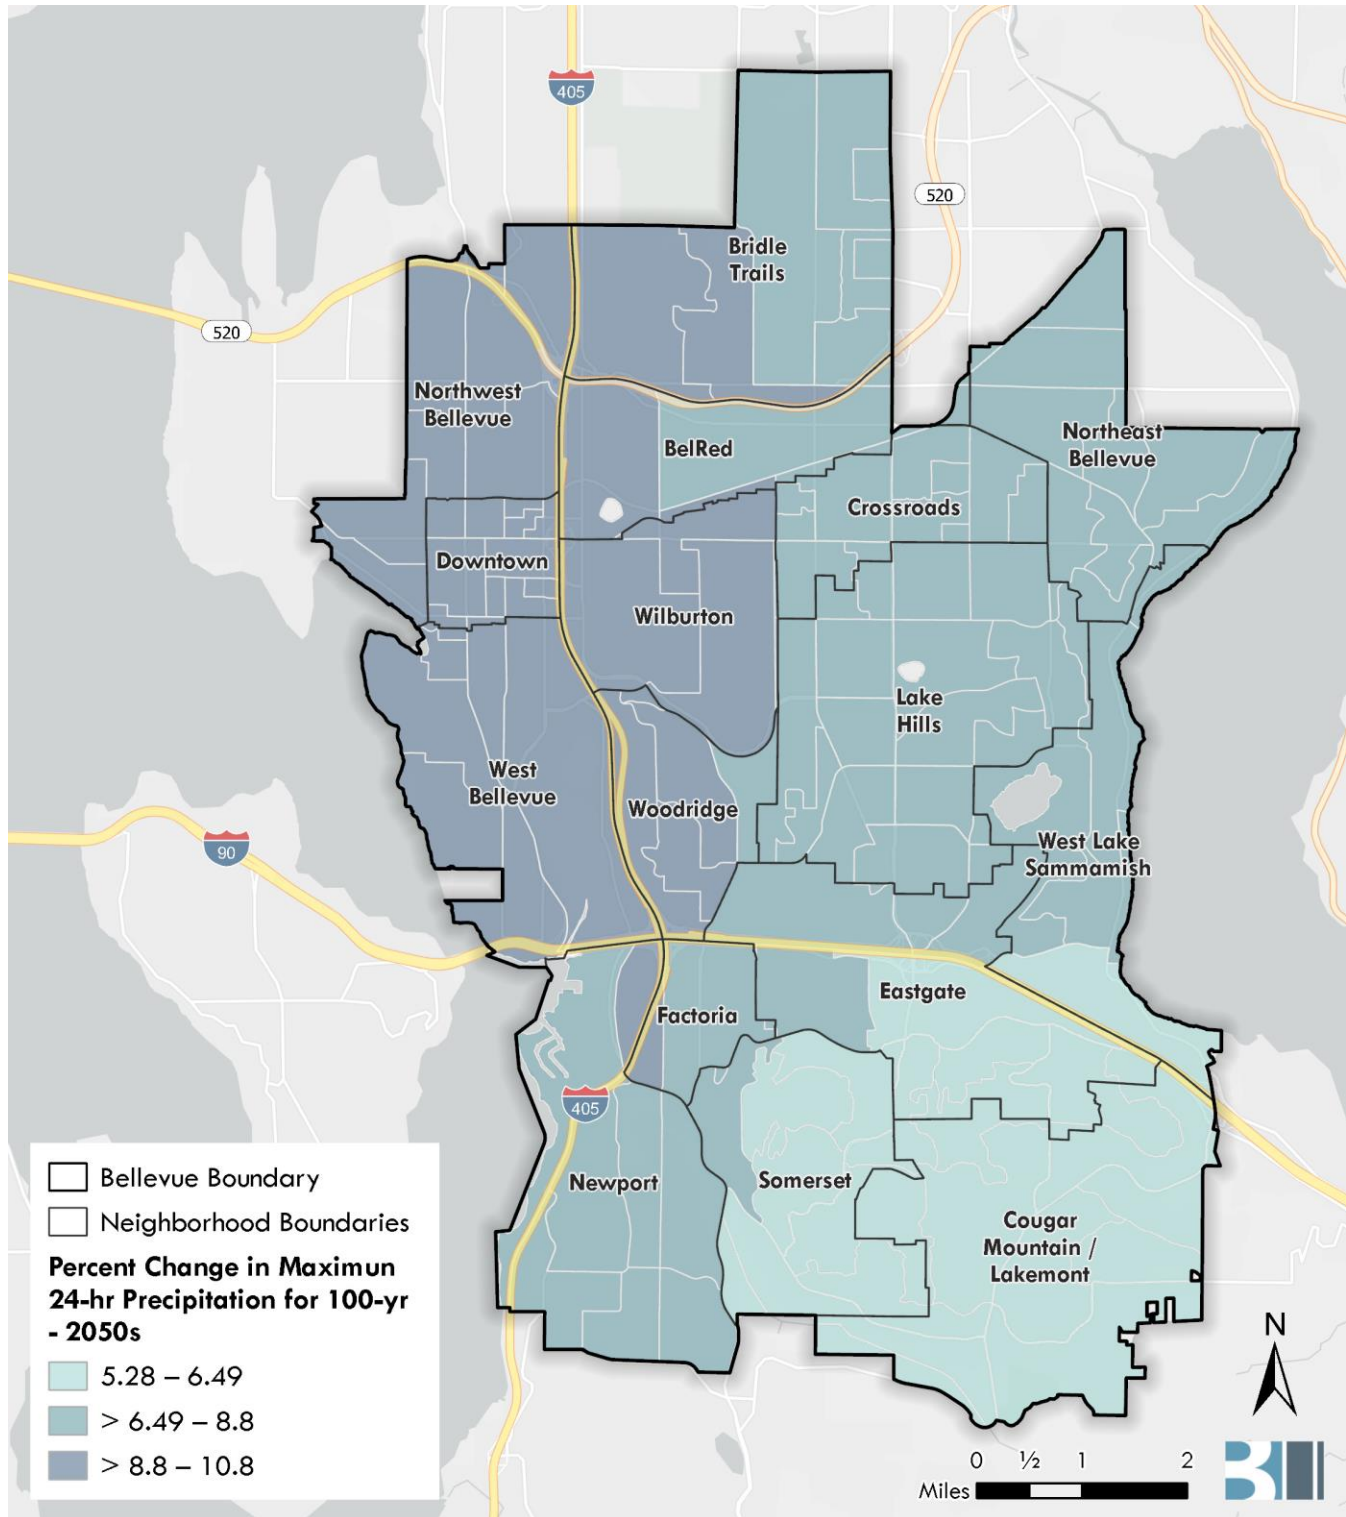 405
520
Bridle
Trails
520
Northwest
Bellevue
BelRed
Northeast
Bellevue
Crossroads
Downtown
Wilburton
Lake
Hills
West
Bellevue
Woodridge
90
West Lake
Sammamish
Eastgate
Factoria
405
Newport
Somerset
Cougar
Mountain /
Lakemont
Bellevue Boundary
Neighborhood Boundaries
Percent Change in Maximun
24-hr Precipitation for 100-yr
- 2050s
5.28 – 6.49
> 6.49 – 8.8
> 8.8 – 10.8
N
0 ½ 1 2
Miles